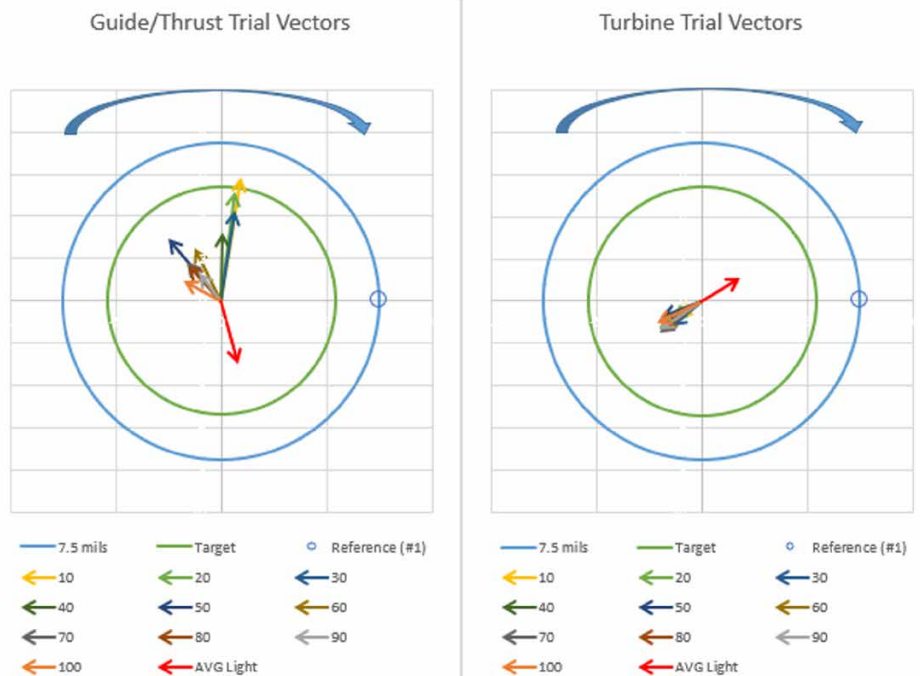 Guide/Thrust Trial Vectors
7.5 mils Target Reference (#1)
10 20 30
40 50 60
70 80 90
100 AVG Light
Turbine Trial Vectors
7.5 mils Target Reference (#1)
10 20 30
40 50 60
70 80 90
100 AVG Light